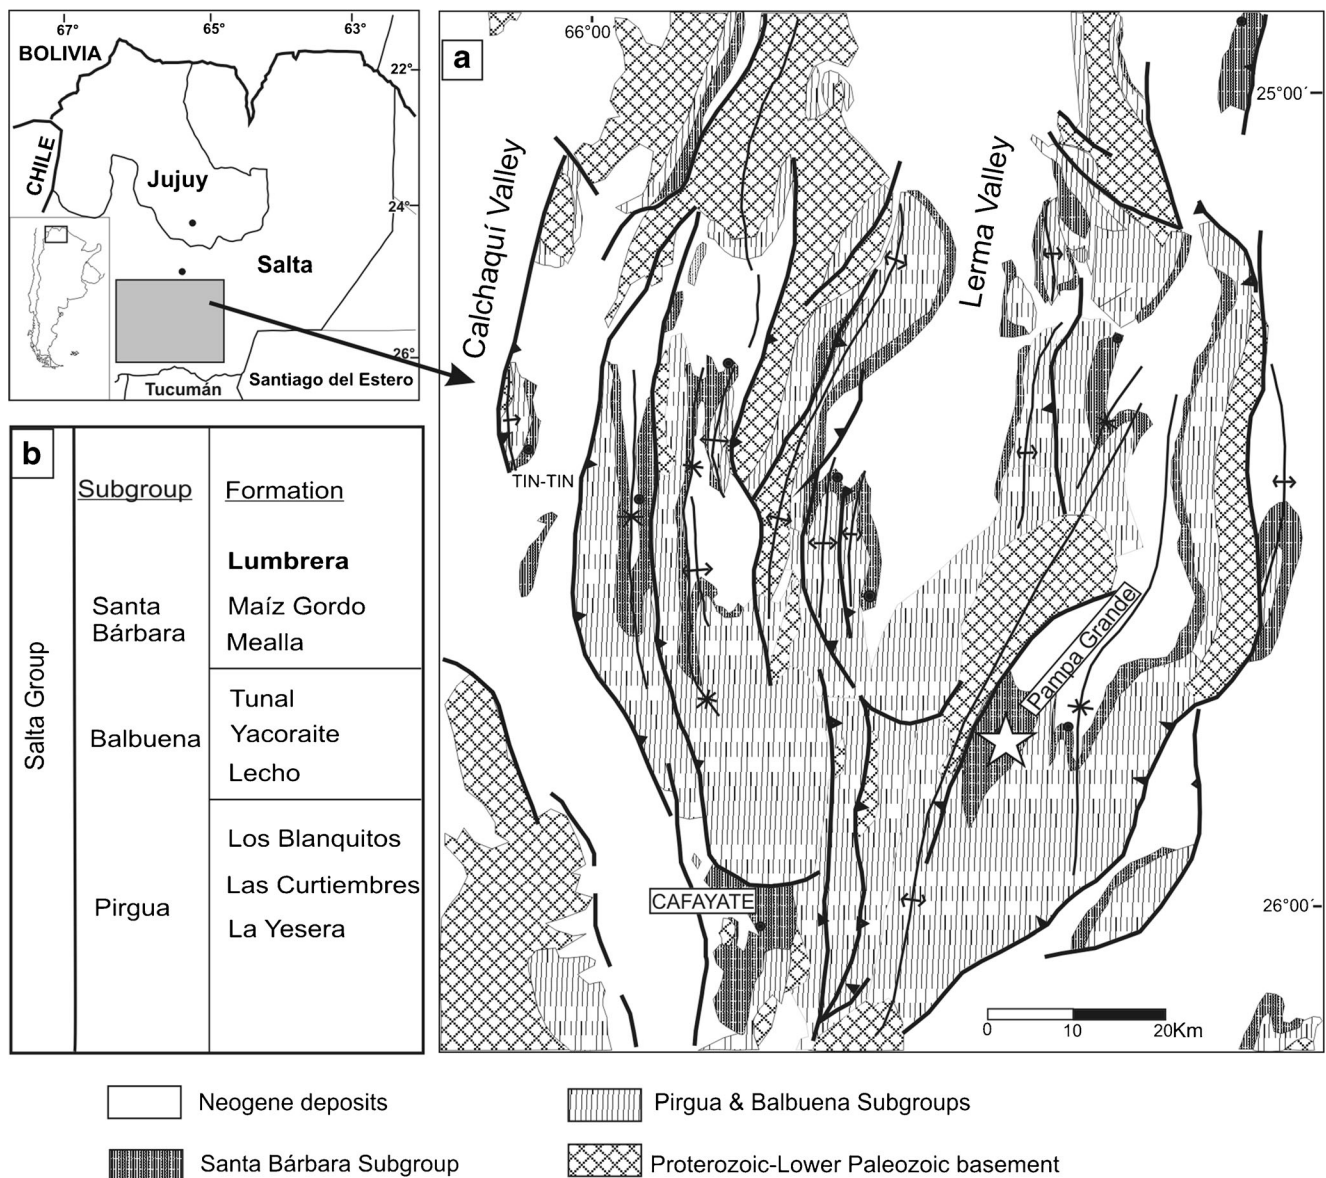 67°
65°
63°
BOLIVIA
22°
CHILE
Jujuy
24°
Salta
26°
Tucumán
Santiago del Estero
a
66°00
25°00´
Calchaquí Valley
Lerma Valley
TIN-TIN
Pampa Grande
CAFAYATE
26°00´
0
10
20Km
b
Subgroup
Formation
Salta Group
Lumbrera
Santa
Bárbara
Maíz Gordo
Mealla
Tunal
Balbuena
Yacoraite
Lecho
Los Blanquitos
Las Curtiembres
Pirgua
La Yesera
Neogene deposits
Pirgua & Balbuena Subgroups
Santa Bárbara Subgroup
Proterozoic-Lower Paleozoic basement